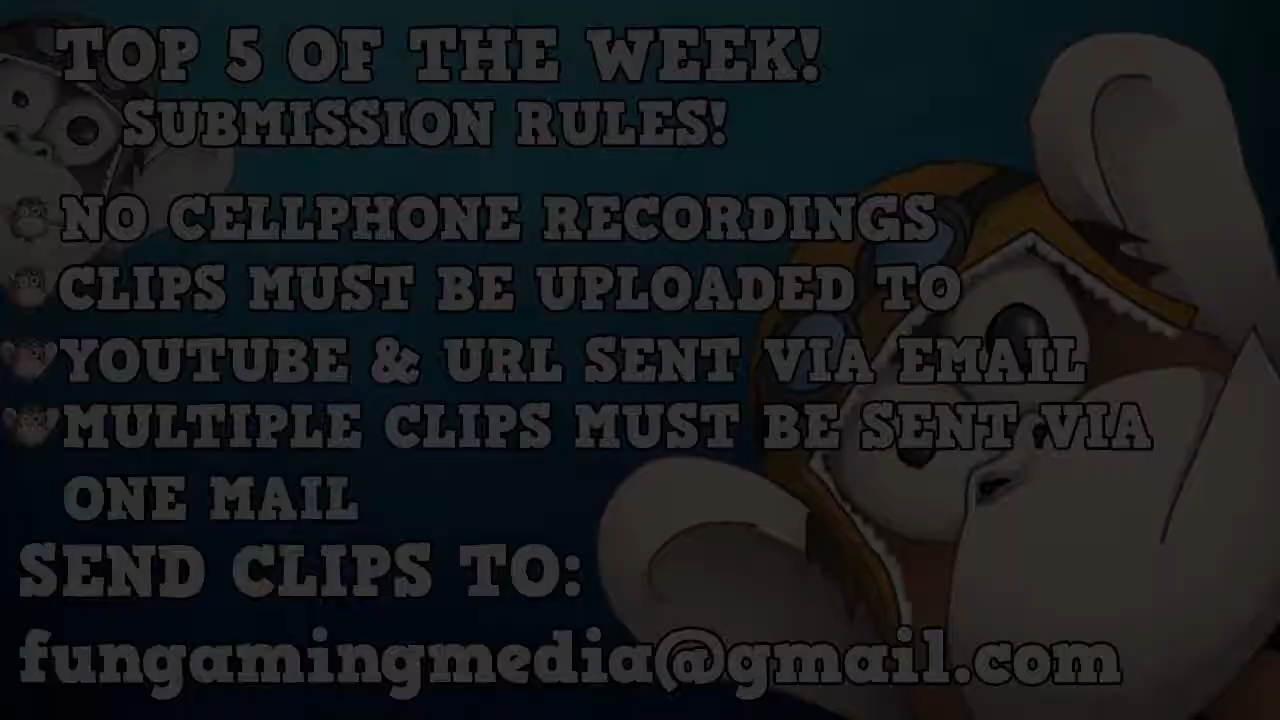 TOP 5 OF THE WEEK!
SUBMISSION RULES!
NO CELLPHONE RECORDINGS
CLIPS MUST BE UPLOADED TO
YOUTUBE & URL SENT VIA EMAIL
MULTIPLE CLIPS MUST BE SENT VIA
ONE MAIL
SEND CLIPS TO:
fungamingmedia@gmail.com